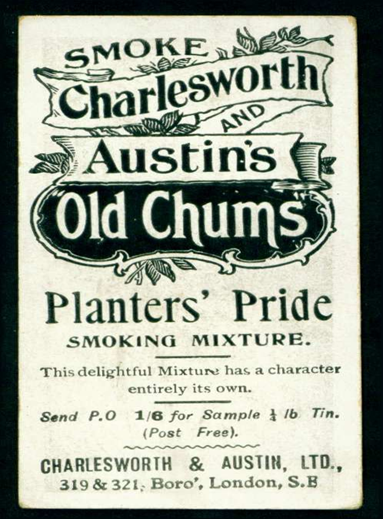 SMOKE
Charlesworth
AND
Austin's
Old Chums
Planters' Pride
SMOKING MIXTURE.
This delightful Mixture has a character
entirely its own.
Send P.O 1/6 for Sample ¼ lb Tin.
(Post Free).
CHARLESWORTH & AUSTIN, LTD.,
319 & 321, Boro', London, S.E